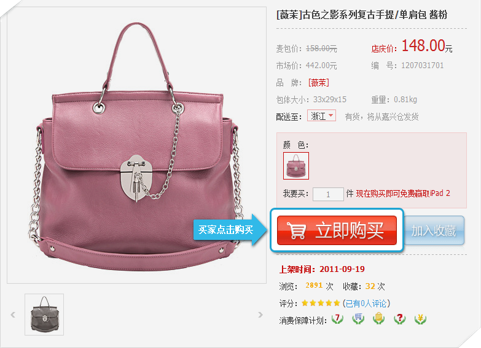 [薇茉]古色之影系列复古手提/单肩包 酱粉
麦包价：158.00元 店庆价：148.00元
市场价：442.00元 编 号：1207031701
品 牌：[薇茉]
包体大小：33x29x15 重量：0.81kg
配送至：浙江 有货，将从嘉兴仓发货
颜 色：
我要买：1 件 现在购买即可免费赢取iPad 2
买家点击购买
立即购买
加入收藏
上架时间：2011-09-19
浏览： 2891 次 收藏：32 次
评分： (已有0人评论)
消费保障计划：